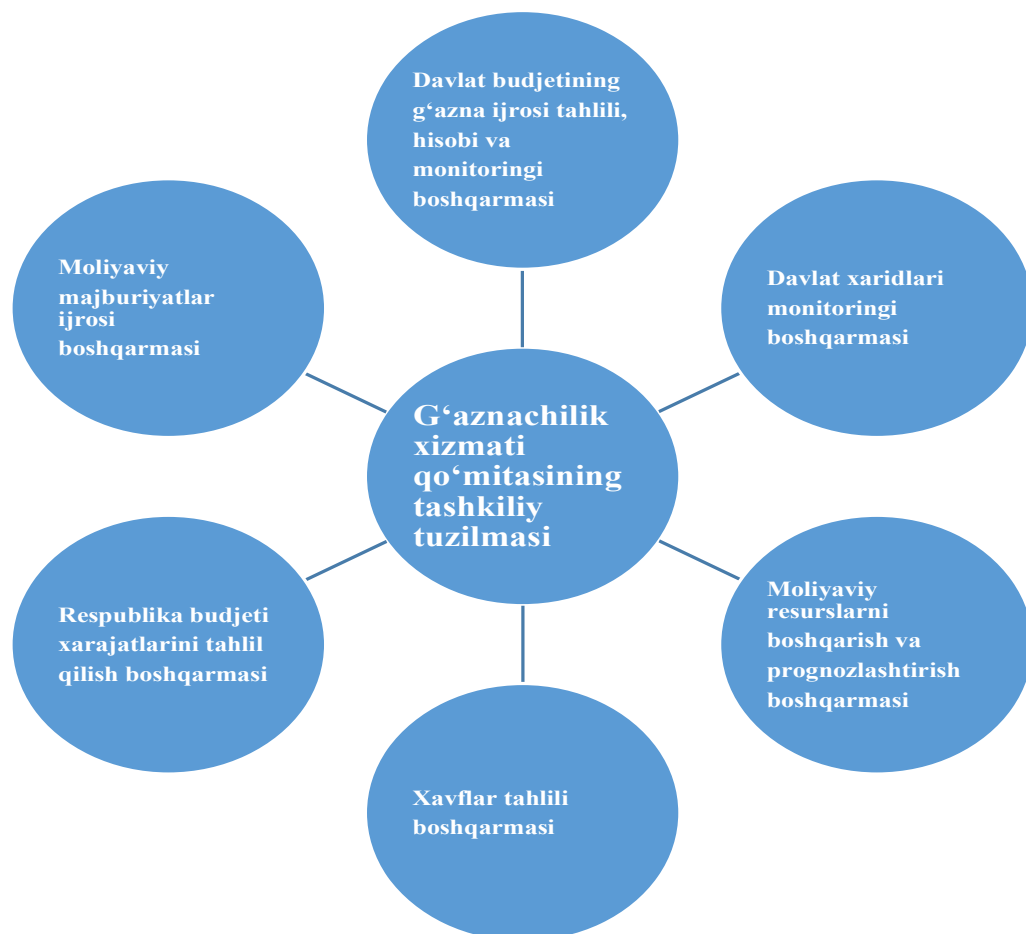 Davlat budjetining
g‘azna ijrosi tahlili,
hisobi va
monitoringi
boshqarmasi
Moliyaviy
majburiyatlar
ijrosi
boshqarmasi
Davlat xaridlari
monitoringi
boshqarmasi
G‘aznachilik
xizmati
qo‘mitasining
tashkiliy
tuzilmasi
Respublika budjeti
xarajatlarini tahlil
qilish boshqarmasi
Moliyaviy
resurslarni
boshqarish va
prognozlashtirish
boshqarmasi
Xavflar tahlili
boshqarmasi